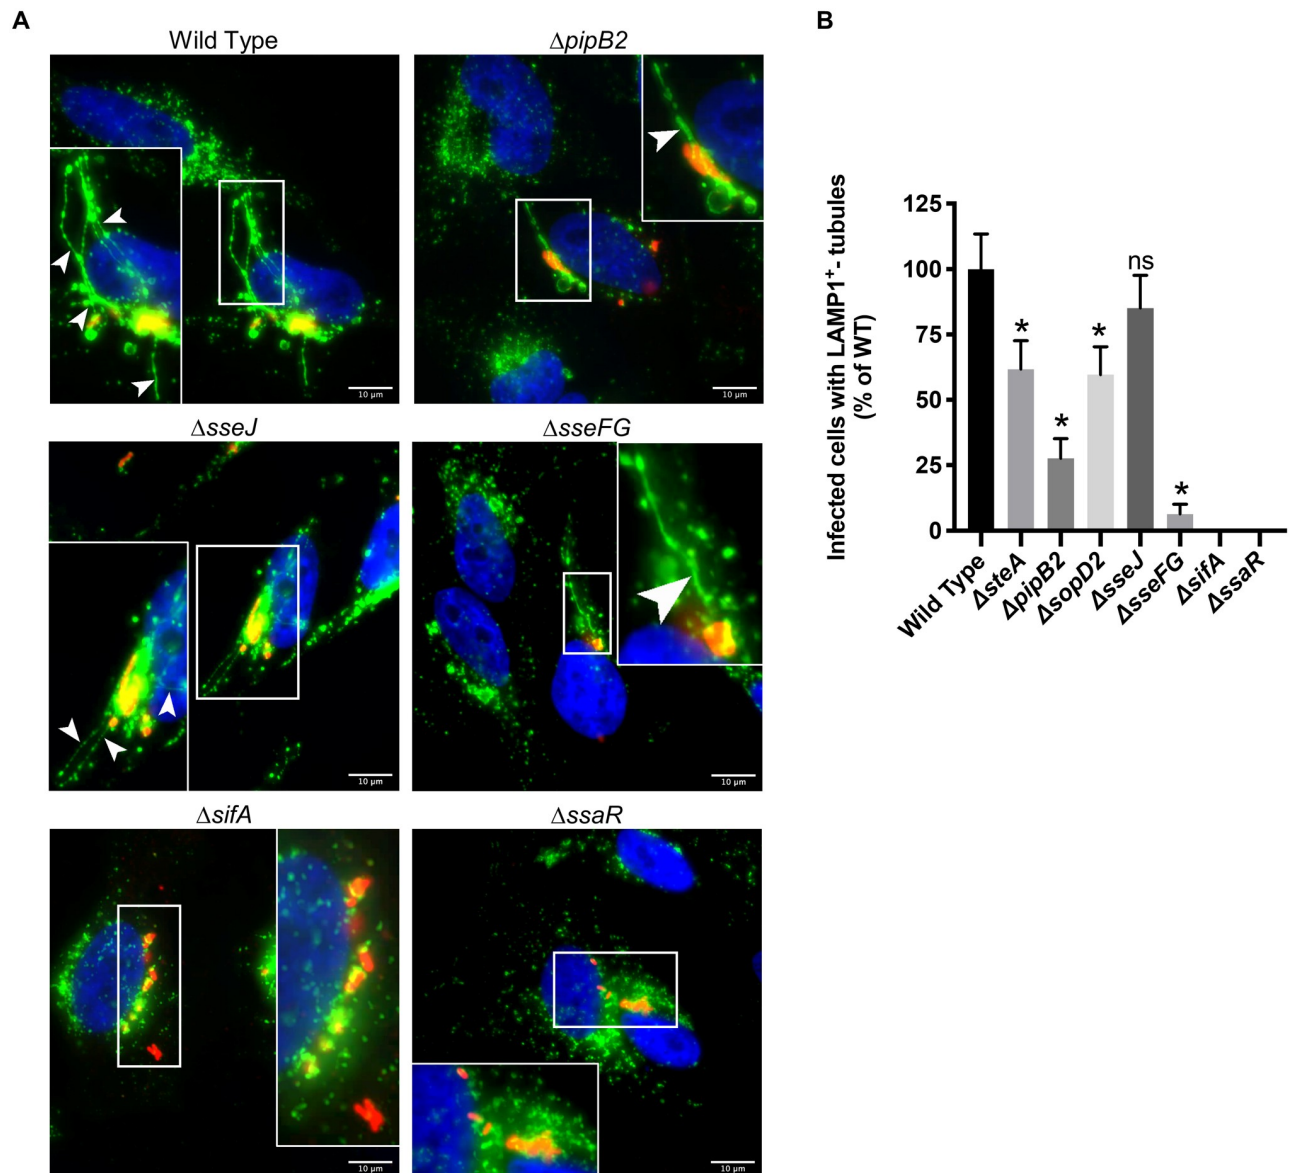 A
Wild Type
ΔpipB2
10 µm
10 µm
ΔsseJ
ΔsseFG
10 µm
10 µm
ΔsifA
ΔssaR
10 µm
10 µm
B
Infected cells with LAMP1⁺- tubules
(% of WT)
125
100
75
50
25
0
*
*
*
ns
*
Wild Type
ΔsteA
ΔpipB2
ΔsopD2
ΔsseJ
ΔsseFG
ΔsifA
ΔssaR